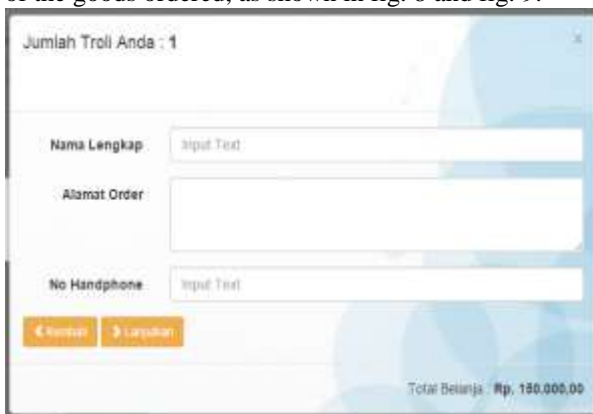 of the goods ordered, as shown in fig. 8 and fig. 9.
Jumlah Troli Anda : 1
x
Nama Lengkap
Input Text
Alamat Order
No Handphone
Input Text
Kembali
Lanjutkan
Total Belanja : Rp. 150.000,00